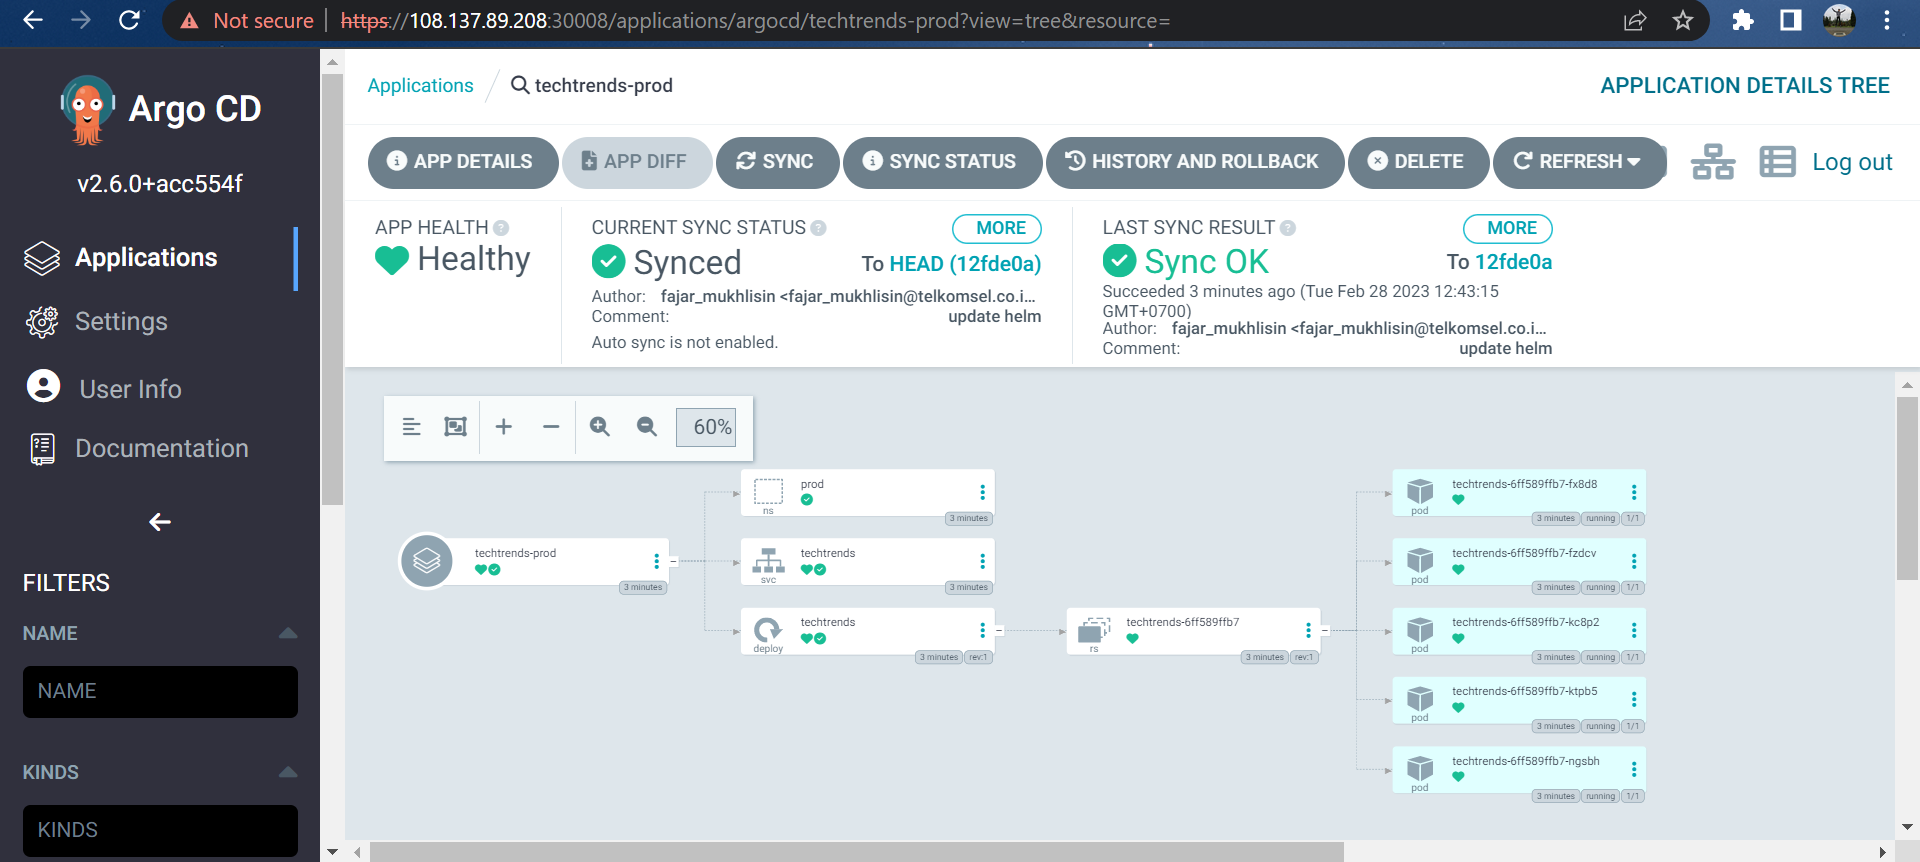 Not secure | https://108.137.89.208:30008/applications/argocd/techtrends-prod?view=tree&resource=
Argo CD
v2.6.0+acc554f
Applications
Settings
User Info
Documentation
FILTERS
NAME
NAME
KINDS
KINDS
Applications / techtrends-prod
APPLICATION DETAILS TREE
APP DETAILS
APP DIFF
SYNC
SYNC STATUS
HISTORY AND ROLLBACK
DELETE
REFRESH
Log out
APP HEALTH
Healthy
CURRENT SYNC STATUS
MORE
Synced
To HEAD (12fde0a)
Author: fajar_mukhlisin <fajar_mukhlisin@telkomsel.co.i...
Comment: update helm
Auto sync is not enabled.
LAST SYNC RESULT
MORE
Sync OK
To 12fde0a
Succeeded 3 minutes ago (Tue Feb 28 2023 12:43:15
GMT+0700)
Author: fajar_mukhlisin <fajar_mukhlisin@telkomsel.co.i...
Comment: update helm
60%
techtrends-prod
3 minutes
prod
ns
3 minutes
techtrends
svc
3 minutes
techtrends
deploy
3 minutes rev:1
techtrends-6ff589ffb7
rs
3 minutes rev:1
techtrends-6ff589ffb7-fx8d8
pod
3 minutes running 1/1
techtrends-6ff589ffb7-fzdcv
pod
3 minutes running 1/1
techtrends-6ff589ffb7-kc8p2
pod
3 minutes running 1/1
techtrends-6ff589ffb7-ktpb5
pod
3 minutes running 1/1
techtrends-6ff589ffb7-ngsbh
pod
3 minutes running 1/1